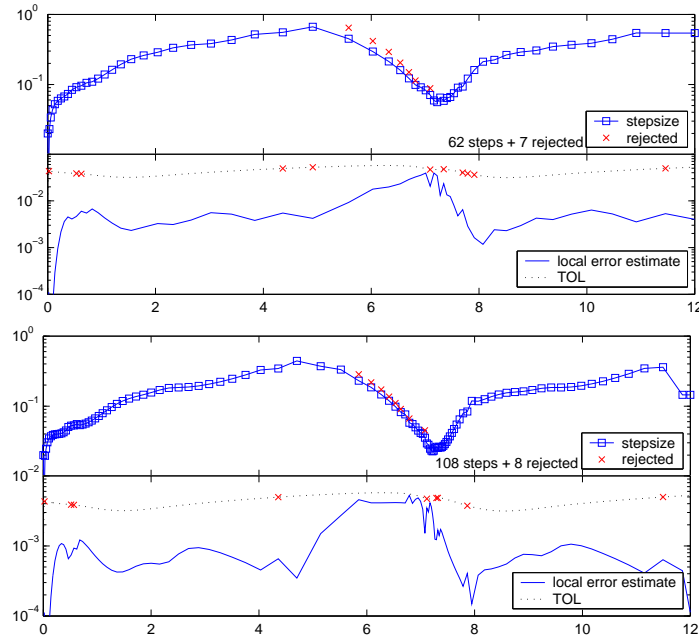 10^0
10^-1
stepsize
rejected
62 steps + 7 rejected
10^-2
10^-3
10^-4
local error estimate
TOL
0 2 4 6 8 10 12
10^0
10^-1
10^-2
stepsize
rejected
108 steps + 8 rejected
10^-3
10^-4
local error estimate
TOL
0 2 4 6 8 10 12